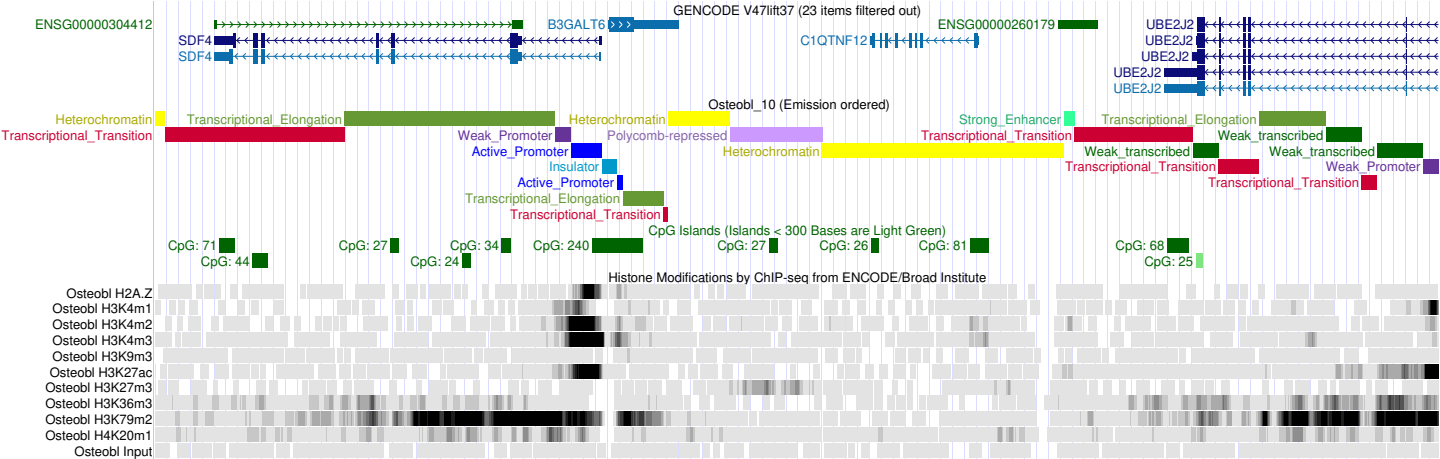 GENCODE V47lift37 (23 items filtered out)
ENSG00000304412 B3GALT6 ENSG00000260179 UBE2J2
SDF4 C1QTNF12 UBE2J2
SDF4 UBE2J2
UBE2J2
UBE2J2
Osteobl_10 (Emission ordered)
Heterochromatin Transcriptional_Elongation Heterochromatin Strong_Enhancer Transcriptional_Elongation
Transcriptional_Transition Weak_Promoter Polycomb-repressed Transcriptional_Transition Weak_transcribed
Active_Promoter Heterochromatin Weak_transcribed Weak_transcribed
Insulator Transcriptional_Transition Weak_Promoter
Active_Promoter Transcriptional_Transition
Transcriptional_Elongation
Transcriptional_Transition
CpG Islands (Islands < 300 Bases are Light Green)
CpG: 71 CpG: 27 CpG: 34 CpG: 240 CpG: 27 CpG: 26 CpG: 81 CpG: 68
CpG: 44 CpG: 24 CpG: 25
Histone Modifications by ChIP-seq from ENCODE/Broad Institute
Osteobl H2A.Z
Osteobl H3K4m1
Osteobl H3K4m2
Osteobl H3K4m3
Osteobl H3K9m3
Osteobl H3K27ac
Osteobl H3K27m3
Osteobl H3K36m3
Osteobl H3K79m2
Osteobl H4K20m1
Osteobl Input